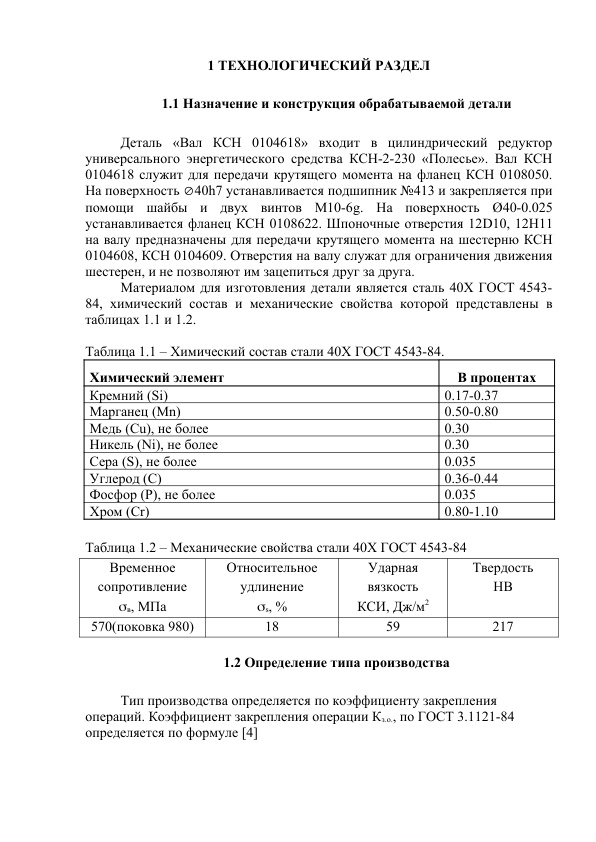 1 ТЕХНОЛОГИЧЕСКИЙ РАЗДЕЛ
1.1 Назначение и конструкция обрабатываемой детали
Деталь «Вал КСН 0104618» входит в цилиндрический редуктор
универсального энергетического средства КСН-2-230 «Полесье». Вал КСН
0104618 служит для передачи крутящего момента на фланец КСН 0108050.
На поверхность ∅40h7 устанавливается подшипник №413 и закрепляется при
помощи шайбы и двух винтов М10-6g. На поверхность Ø40-0.025
устанавливается фланец КСН 0108622. Шпоночные отверстия 12D10, 12H11
на валу предназначены для передачи крутящего момента на шестерню КСН
0104608, КСН 0104609. Отверстия на валу служат для ограничения движения
шестерен, и не позволяют им зацепиться друг за друга.
Материалом для изготовления детали является сталь 40Х ГОСТ 4543-
84, химический состав и механические свойства которой представлены в
таблицах 1.1 и 1.2.
Таблица 1.1 – Химический состав стали 40Х ГОСТ 4543-84.
Химический элемент В процентах
Кремний (Si) 0.17-0.37
Марганец (Mn) 0.50-0.80
Медь (Cu), не более 0.30
Никель (Ni), не более 0.30
Сера (S), не более 0.035
Углерод (C) 0.36-0.44
Фосфор (P), не более 0.035
Хром (Cr) 0.80-1.10
Таблица 1.2 – Механические свойства стали 40Х ГОСТ 4543-84
Временное Относительное Ударная Твердость
сопротивление удлинение вязкость НВ
σв, МПа σs, % КСИ, Дж/м2
570(поковка 980) 18 59 217
1.2 Определение типа производства
Тип производства определяется по коэффициенту закрепления
операций. Коэффициент закрепления операции Кз.о., по ГОСТ 3.1121-84
определяется по формуле [4]